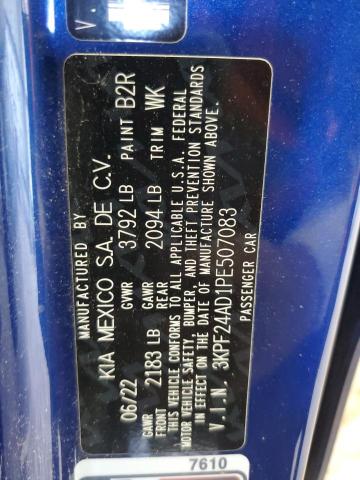 MANUFACTURED BY
KIA MEXICO S.A. DE C.V.
06/22 GVWR 3792 LB PAINT B2R
GAWR FRONT 2183 LB GAWR REAR 2094 LB TRIM WK
THIS VEHICLE CONFORMS TO ALL APPLICABLE U.S.A. FEDERAL
MOTOR VEHICLE SAFETY, BUMPER, AND THEFT PREVENTION STANDARDS
IN EFFECT ON THE DATE OF MANUFACTURE SHOWN ABOVE.
V.I.N. 3KPF24AD1PE507083
PASSENGER CAR
7610
V